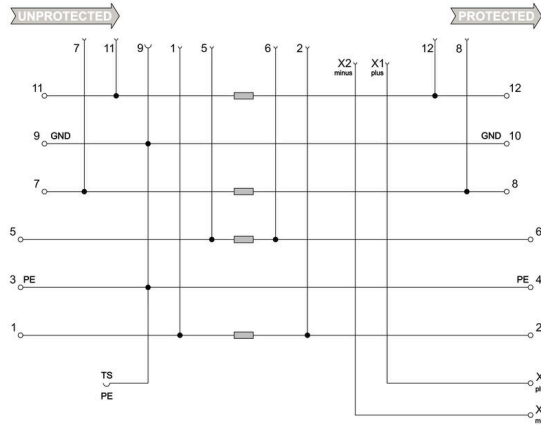 UNPROTECTED PROTECTED
7 11 9 1 5 6 2 X2 minus X1 plus 12 8
11 12
9 GND GND 10
7 8
5 6
3 PE PE 4
1 2
TS
PE
X
X